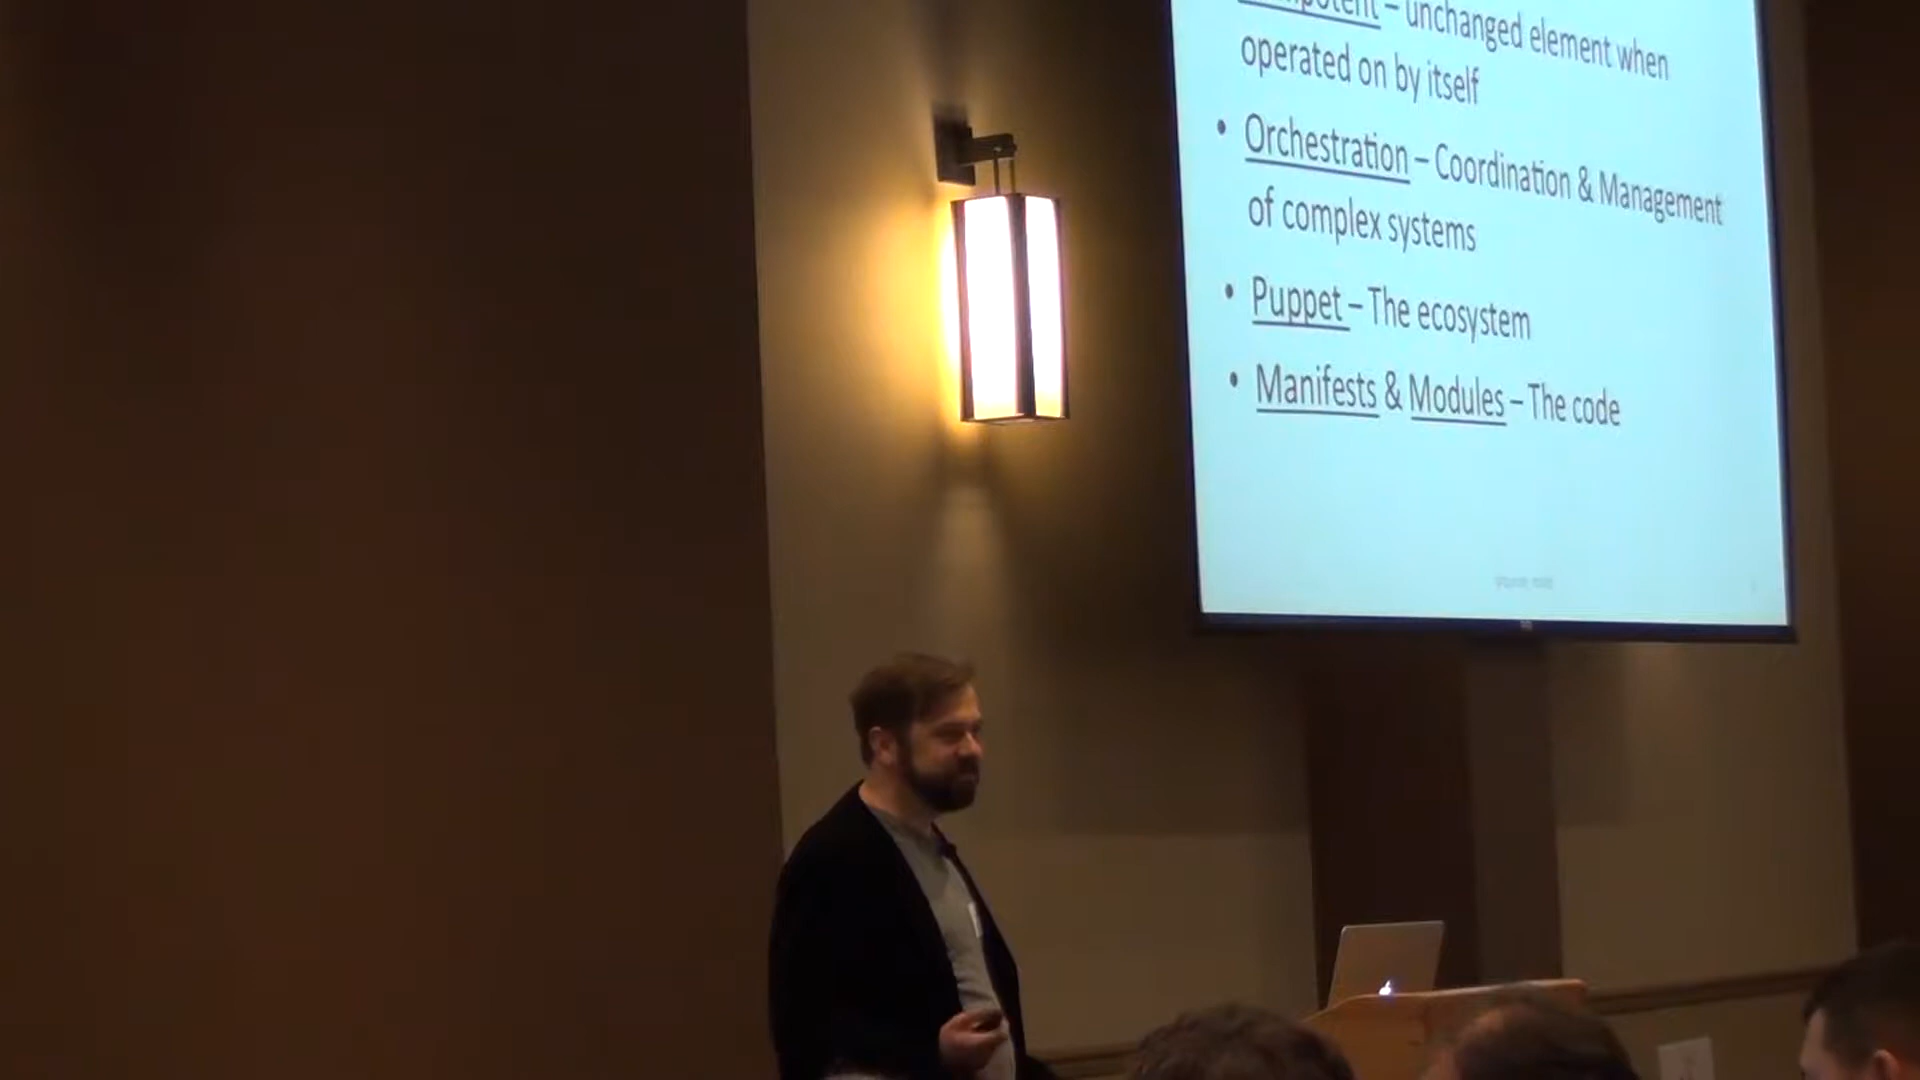 – unchanged element when
operated on by itself
• Orchestration – Coordination & Management
of complex systems
• Puppet – The ecosystem
• Manifests & Modules – The code